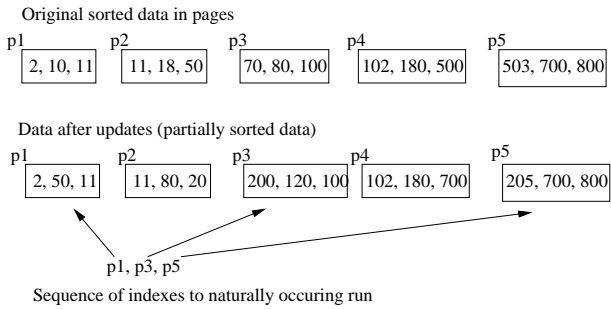 Original sorted data in pages
p1 p2 p3 p4 p5
2, 10, 11 11, 18, 50 70, 80, 100 102, 180, 500 503, 700, 800
Data after updates (partially sorted data)
p1 p2 p3 p4 p5
2, 50, 11 11, 80, 20 200, 120, 100 102, 180, 700 205, 700, 800
p1, p3, p5
Sequence of indexes to naturally occuring run